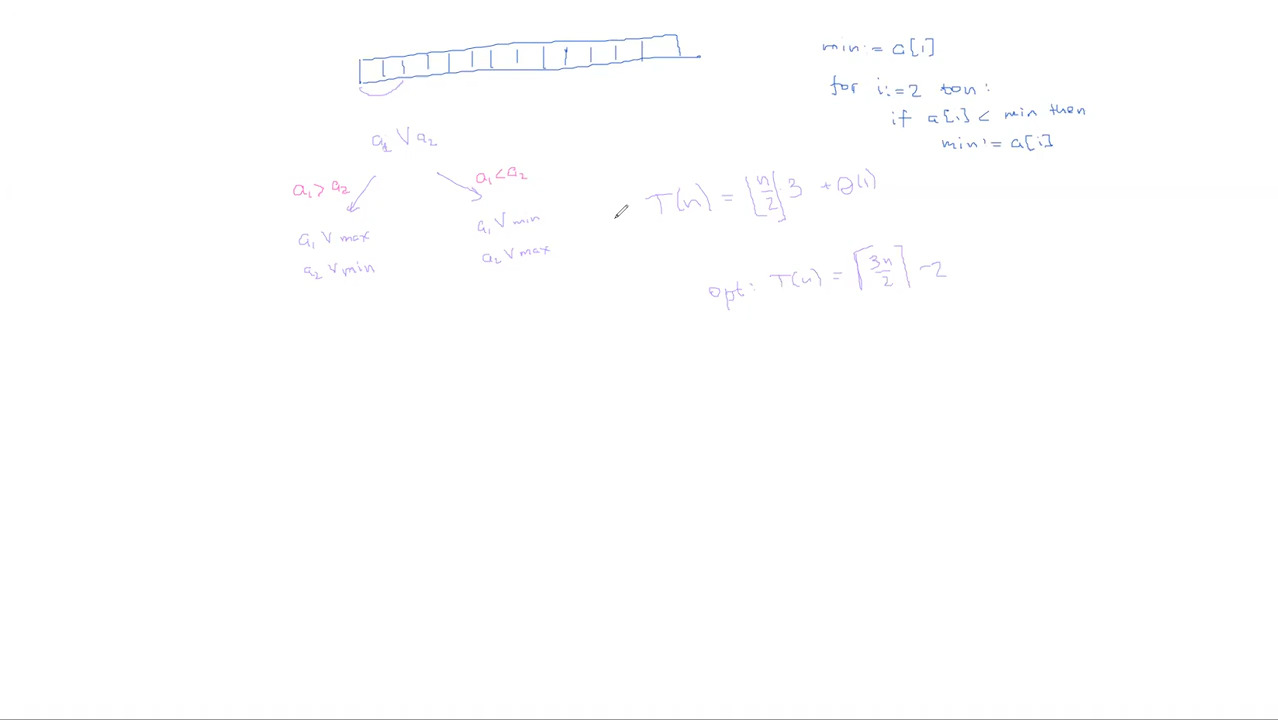 min := a[1]
for i:=2 to n:
if a[i] < min then
min := a[i]
a1 V a2
a1 > a2
a1 < a2
a1 V max
a2 V min
a1 V min
a2 V max
T(n) = ⌊n/2⌋·3 + Θ(1)
opt: T(n) = ⌈3n/2⌉ - 2